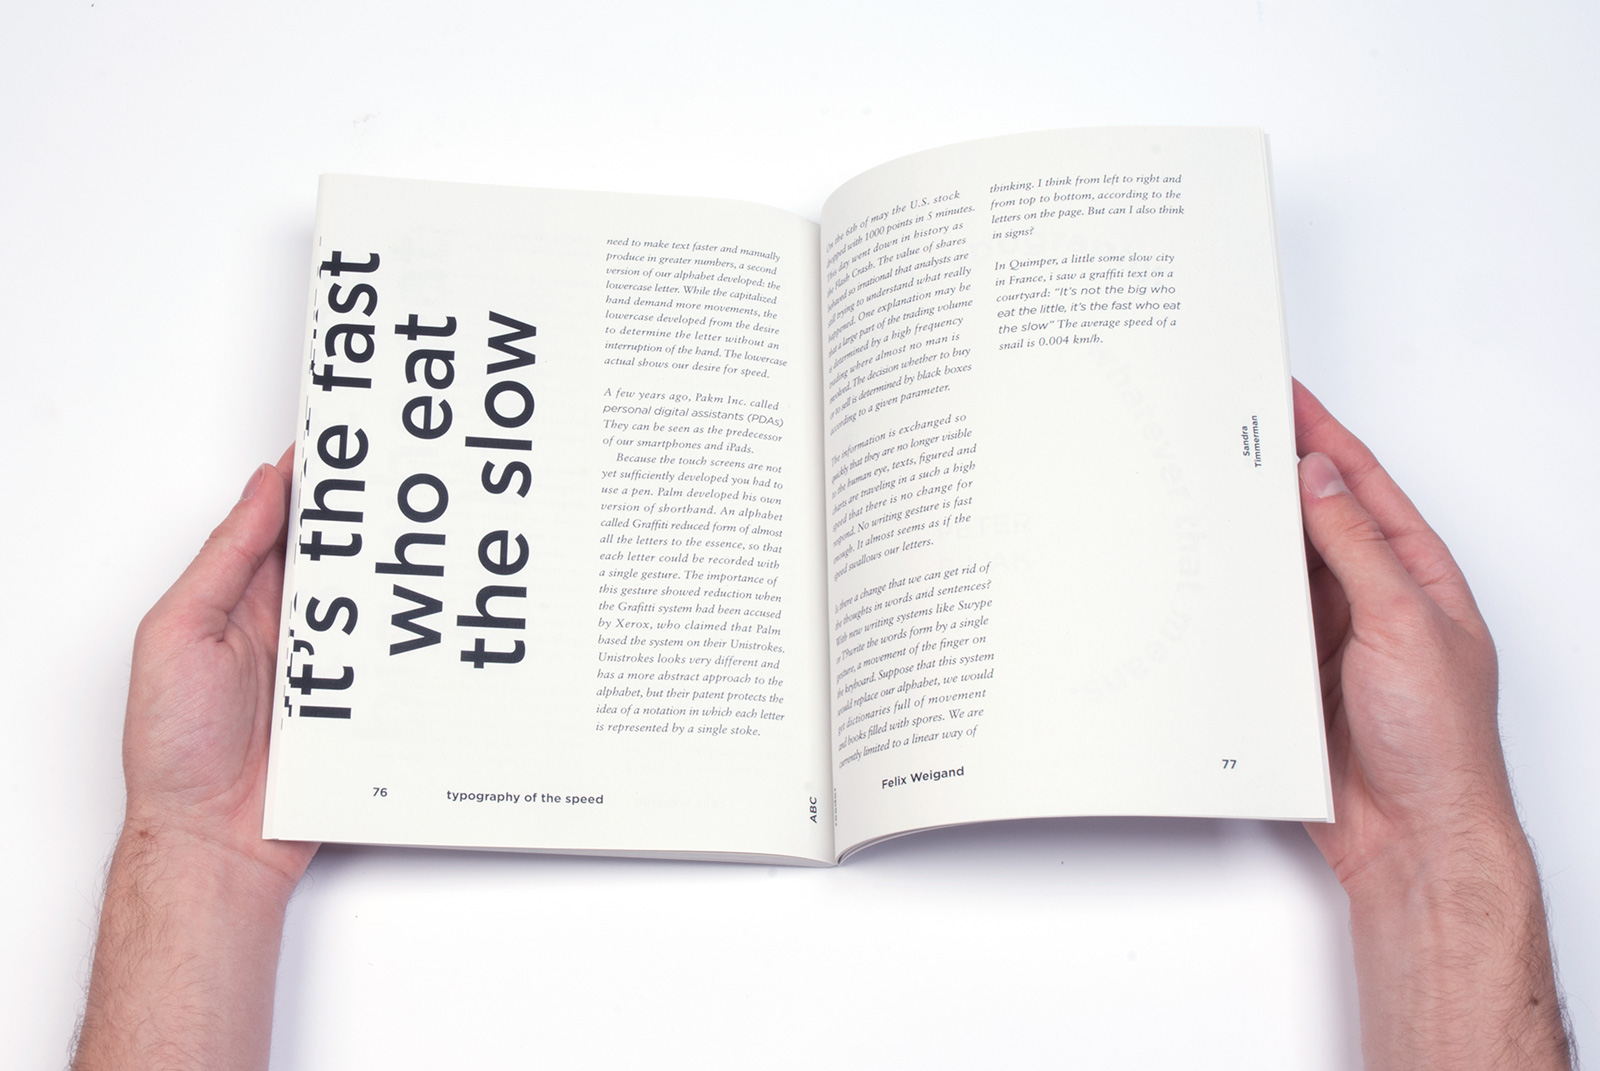 it's the fast
who eat
the slow
need to make text faster and manually
produce in greater numbers, a second
version of our alphabet developed: the
lowercase letter. While the capitalized
hand demand more movements, the
lowercase developed from the desire
to determine the letter without an
interruption of the hand. The lowercase
actual shows our desire for speed.
A few years ago, Pakm Inc. called
personal digital assistants (PDAs)
They can be seen as the predecessor
of our smartphones and iPads.
Because the touch screens are not
yet sufficiently developed you had to
use a pen. Palm developed his own
version of shorthand. An alphabet
called Graffiti reduced form of almost
all the letters to the essence, so that
each letter could be recorded with
a single gesture. The importance of
this gesture showed reduction when
the Grafitti system had been accused
by Xerox, who claimed that Palm
based the system on their Unistrokes.
Unistrokes looks very different and
has a more abstract approach to the
alphabet, but their patent protects the
idea of a notation in which each letter
is represented by a single stoke.
76
typography of the speed
ABC
reader
On the 6th of may the U.S. stock
dropped with 1000 points in 5 minutes.
This day went down in history as
the Flash Crash. The value of shares
behaved so irrational that analysts are
still trying to understand what really
happened. One explanation may be
that a large part of the trading volume
is determined by a high frequency
trading where almost no man is
involved. The decision whether to buy
or to sell is determined by black boxes
according to a given parameter.
The information is exchanged so
quickly that they are no longer visible
to the human eye, texts, figured and
charts are traveling in a such a high
speed that there is no change for
respond. No writing gesture is fast
enough. It almost seems as if the
speed swallows our letters.
Is there a change that we can get rid of
the thoughts in words and sentences?
With new writing systems like Swype
or T9write the words form by a single
gesture, a movement of the finger on
the keyboard. Suppose that this system
would replace our alphabet, we would
get dictionaries full of movement
and books filled with spores. We are
currently limited to a linear way of
thinking. I think from left to right and
from top to bottom, according to the
letters on the page. But can I also think
in signs?
In Quimper, a little some slow city
in France, i saw a graffiti text on a
courtyard: "It's not the big who
eat the little, it's the fast who eat
the slow" The average speed of a
snail is 0.004 km/h.
Sandra
Timmerman
Felix Weigand
77